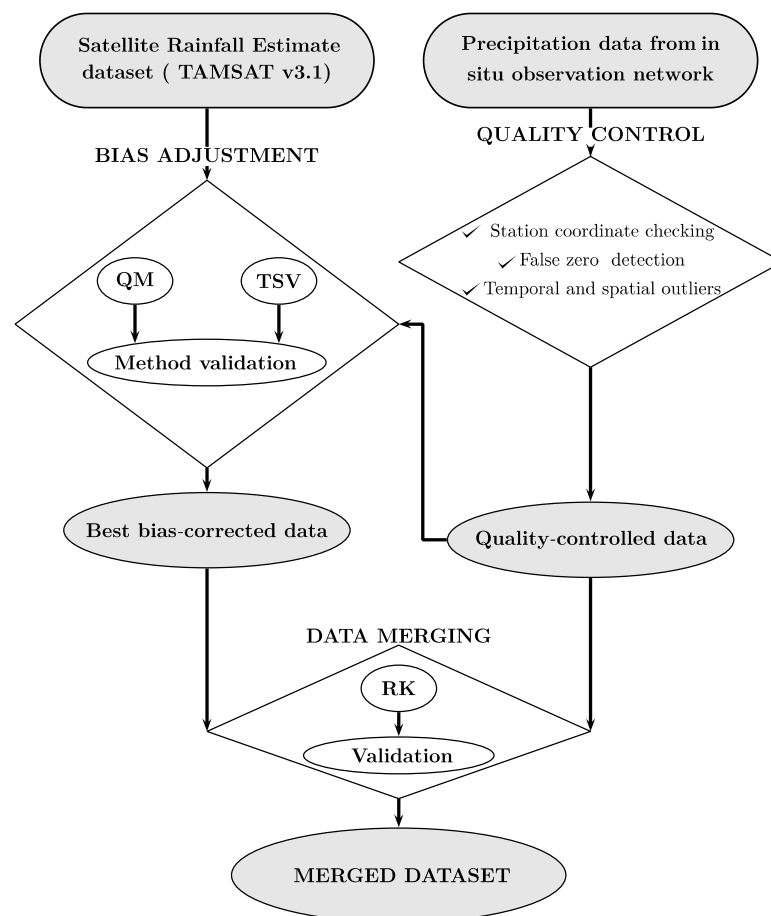 Satellite Rainfall Estimate
dataset ( TAMSAT v3.1)
Precipitation data from in
situ observation network
QUALITY CONTROL
BIAS ADJUSTMENT
✓ Station coordinate checking
✓ False zero detection
✓ Temporal and spatial outliers
QM
TSV
Method validation
Best bias-corrected data
Quality-controlled data
DATA MERGING
RK
Validation
MERGED DATASET